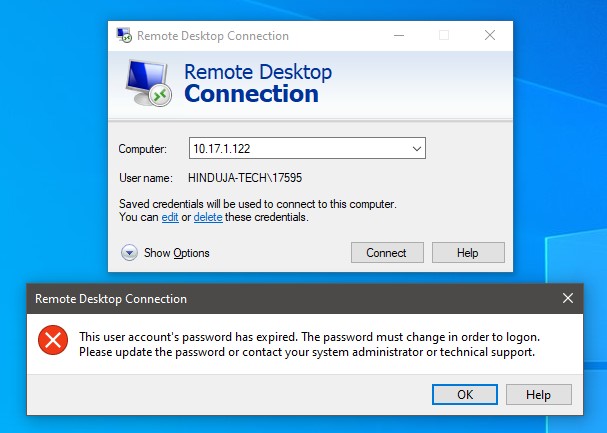 Remote Desktop Connection
Remote Desktop
Connection
Computer: 10.17.1.122
User name: HINDUJA-TECH\17595
Saved credentials will be used to connect to this computer.
You can edit or delete these credentials.
Show Options Connect Help
Remote Desktop Connection
This user account's password has expired. The password must change in order to logon.
Please update the password or contact your system administrator or technical support.
OK Help